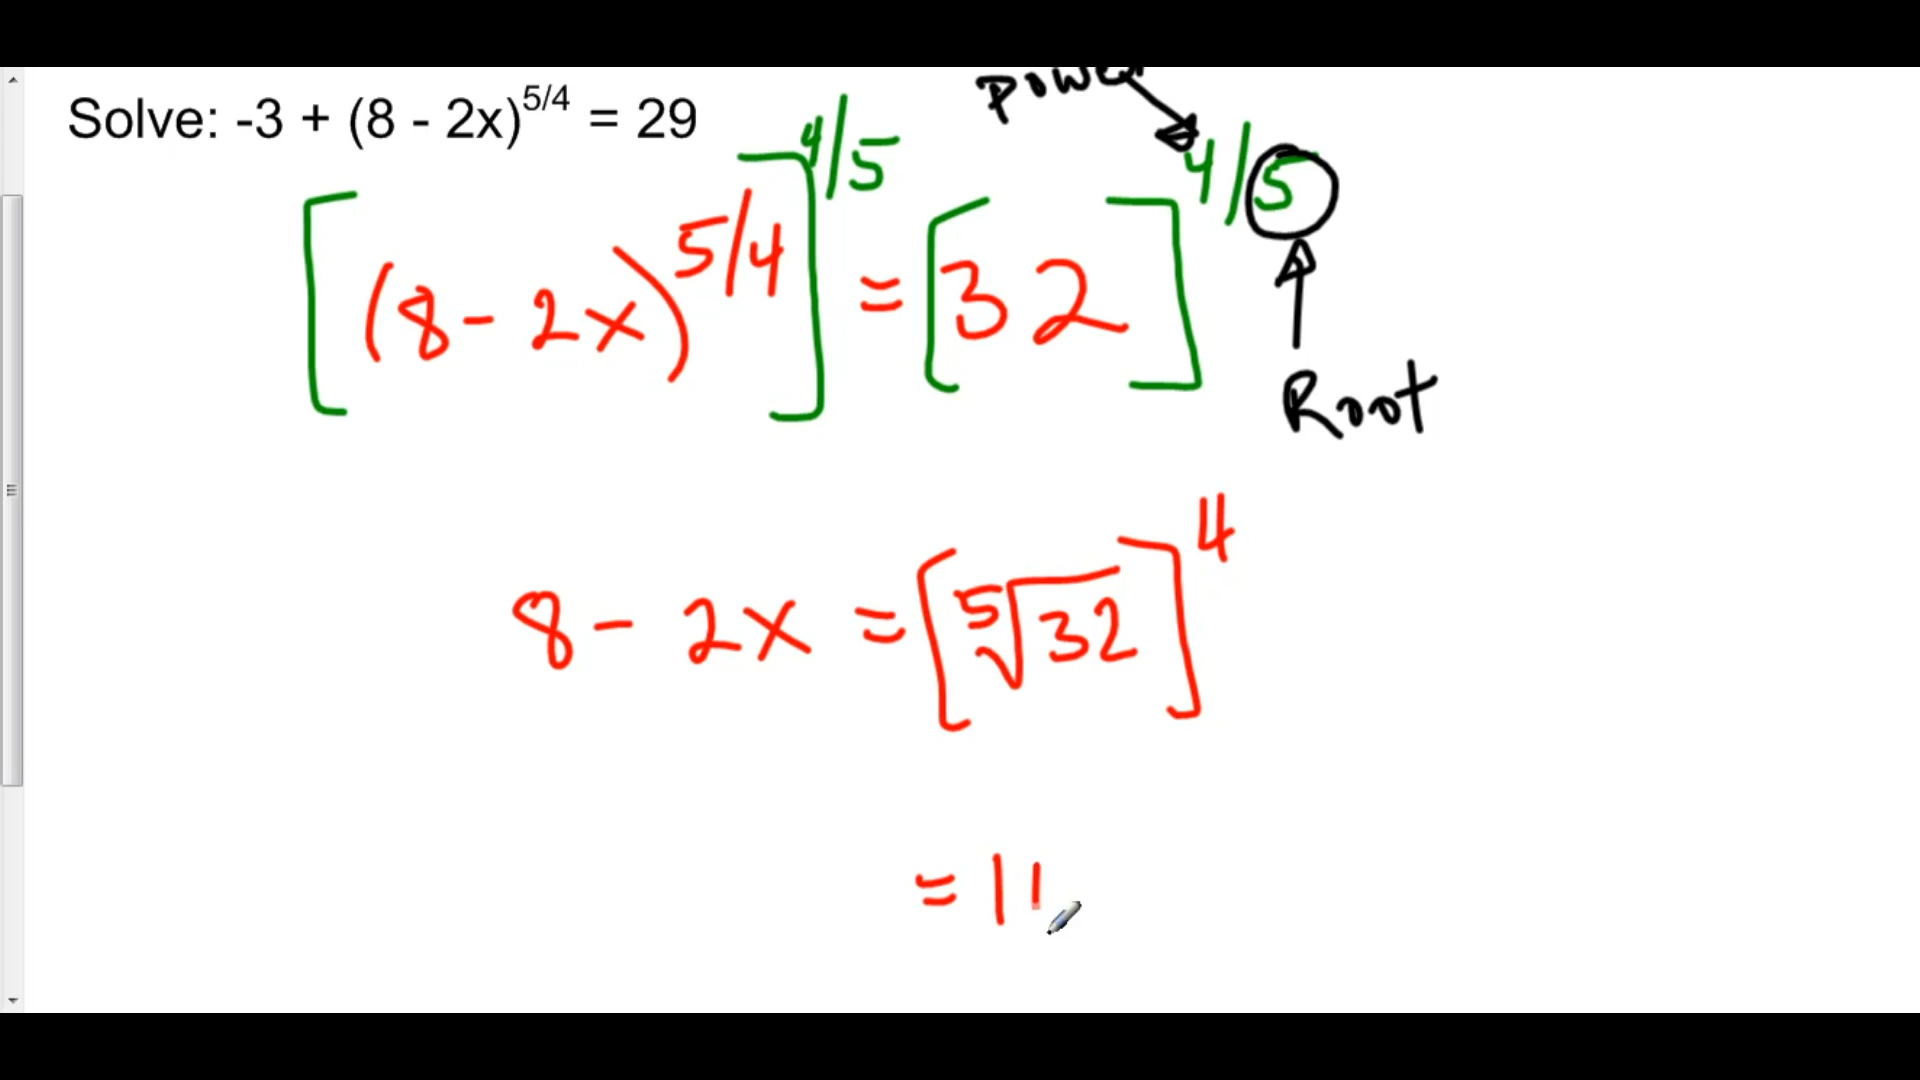 Power
Solve: -3 + (8 - 2x)^5/4 = 29
[(8 - 2x)^5/4]^4/5 = [32]^4/5
Root
8 - 2x = [⁵√32]^4
= 11